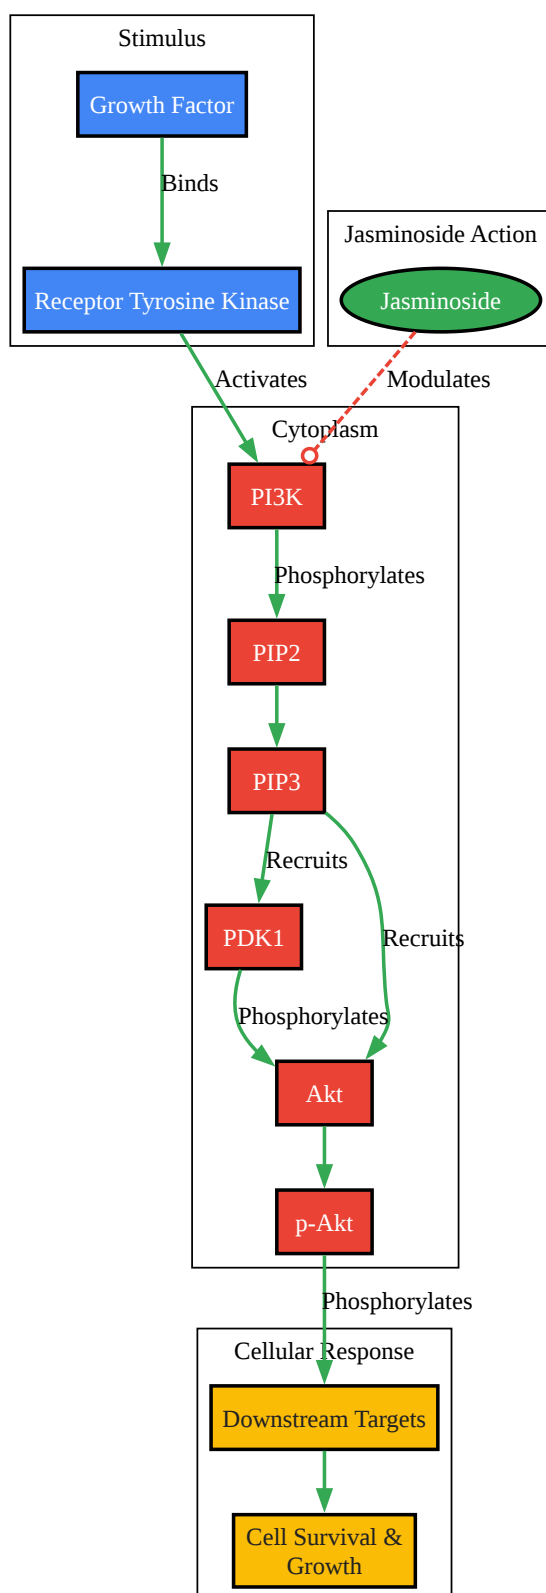 Stimulus
Growth Factor
Binds
Receptor Tyrosine Kinase
Jasminoside Action
Jasminoside
Activates
Modulates
Cytoplasm
PI3K
Phosphorylates
PIP2
PIP3
Recruits
PDK1
Recruits
Phosphorylates
Akt
p-Akt
Phosphorylates
Cellular Response
Downstream Targets
Cell Survival &
Growth